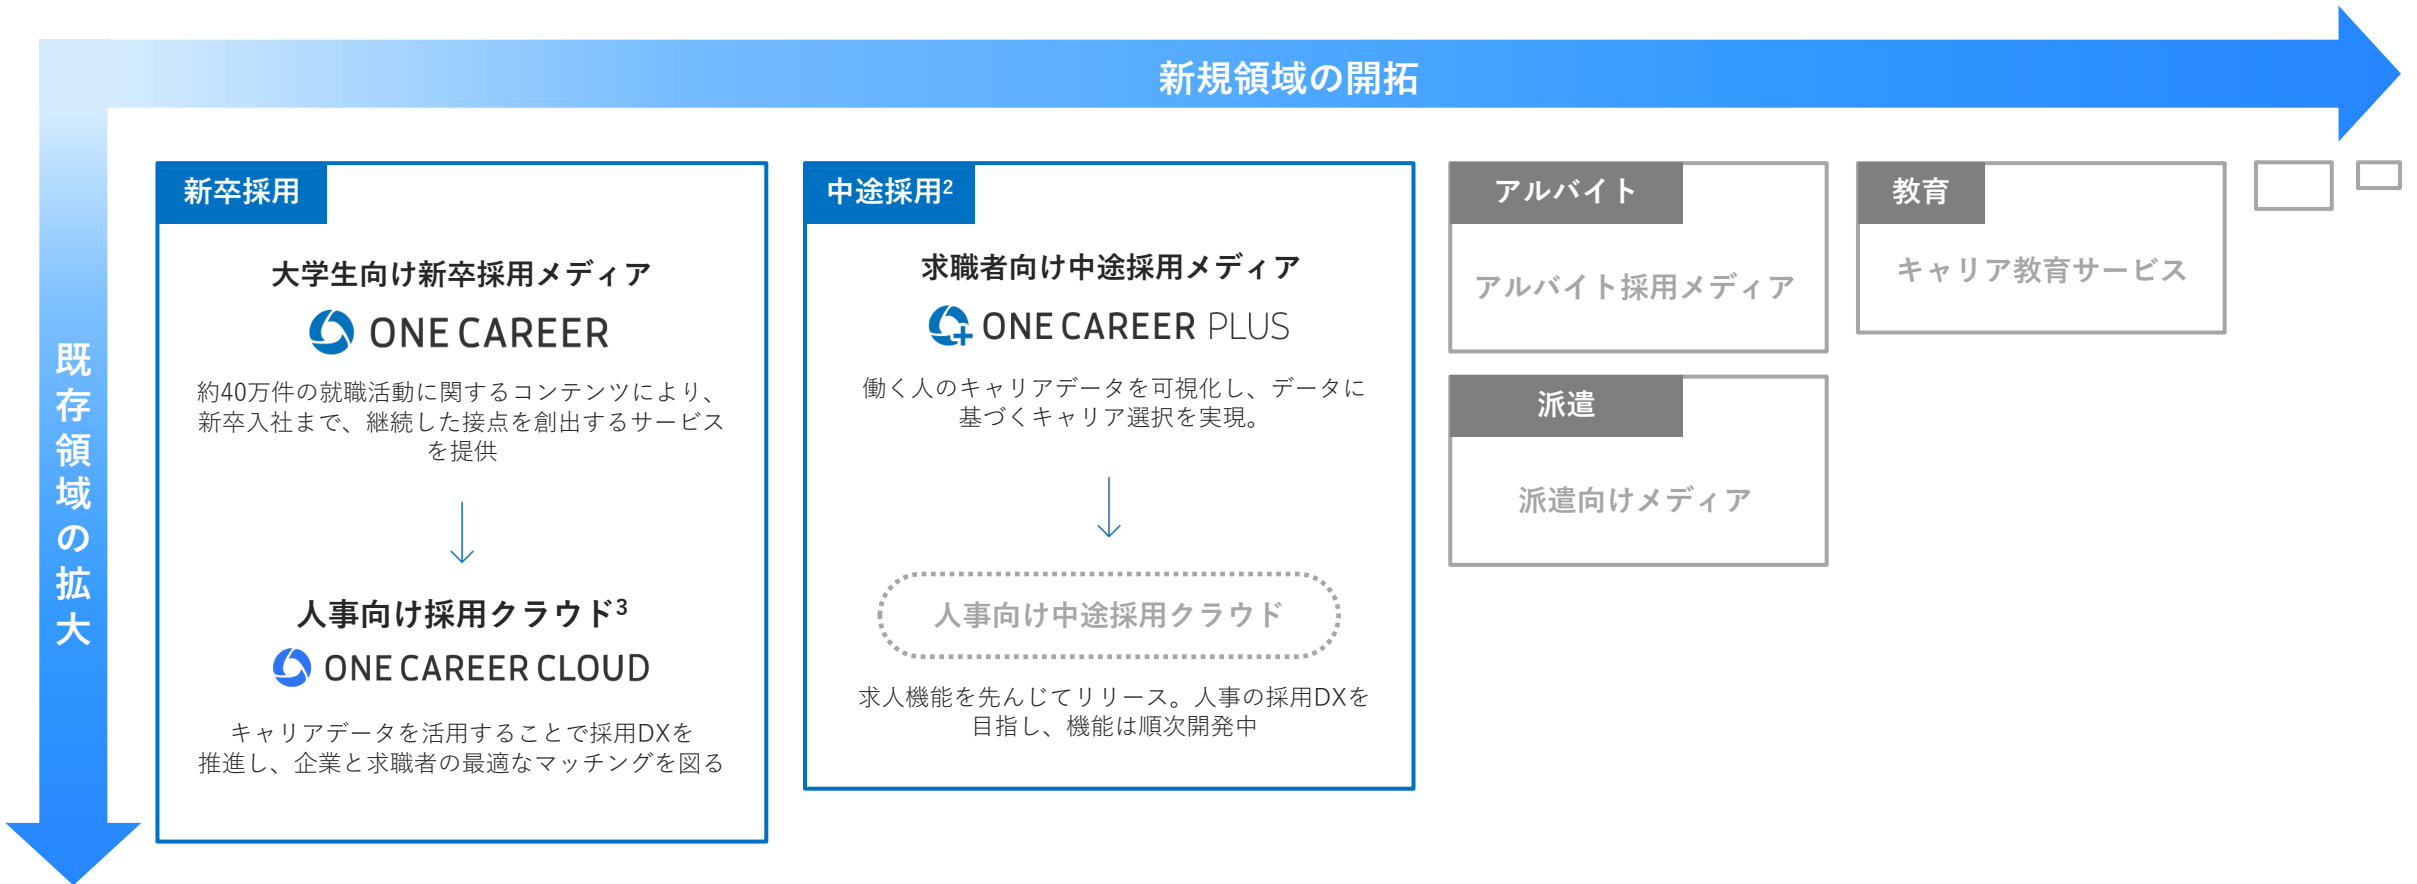 新規領域の開拓
既存領域の拡大
新卒採用
大学生向け新卒採用メディア
ONE CAREER
約40万件の就職活動に関するコンテンツにより、
新卒入社まで、継続した接点を創出するサービス
を提供
人事向け採用クラウド3
ONE CAREER CLOUD
キャリアデータを活用することで採用DXを
推進し、企業と求職者の最適なマッチングを図る
中途採用2
求職者向け中途採用メディア
ONE CAREER PLUS
働く人のキャリアデータを可視化し、データに
基づくキャリア選択を実現。
人事向け中途採用クラウド
求人機能を先んじてリリース。人事の採用DXを
目指し、機能は順次開発中
アルバイト
アルバイト採用メディア
派遣
派遣向けメディア
教育
キャリア教育サービス